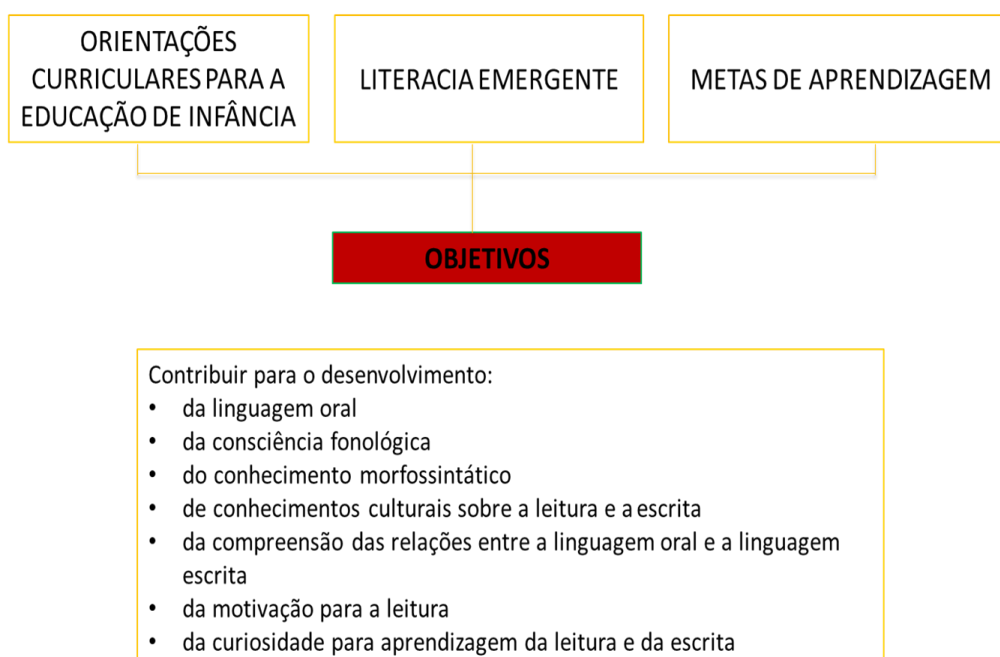 ORIENTAÇÕES
CURRICULARES PARA A
EDUCAÇÃO DE INFÂNCIA
LITERACIA EMERGENTE
METAS DE APRENDIZAGEM
OBJETIVOS
Contribuir para o desenvolvimento:
• da linguagem oral
• da consciência fonológica
• do conhecimento morfossintático
• de conhecimentos culturais sobre a leitura e a escrita
• da compreensão das relações entre a linguagem oral e a linguagem
escrita
• da motivação para a leitura
• da curiosidade para aprendizagem da leitura e da escrita